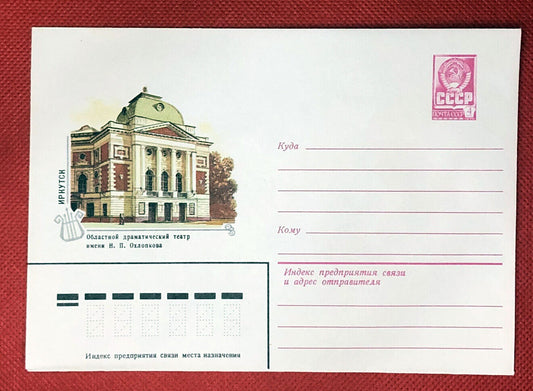 ИРКУТСК
Областной драматический театр
имени Н. П. Охлопкова
СССР
ПОЧТА СССР
4
Куда
Кому
Индекс предприятия связи
и адрес отправителя
Индекс предприятия связи места назначения